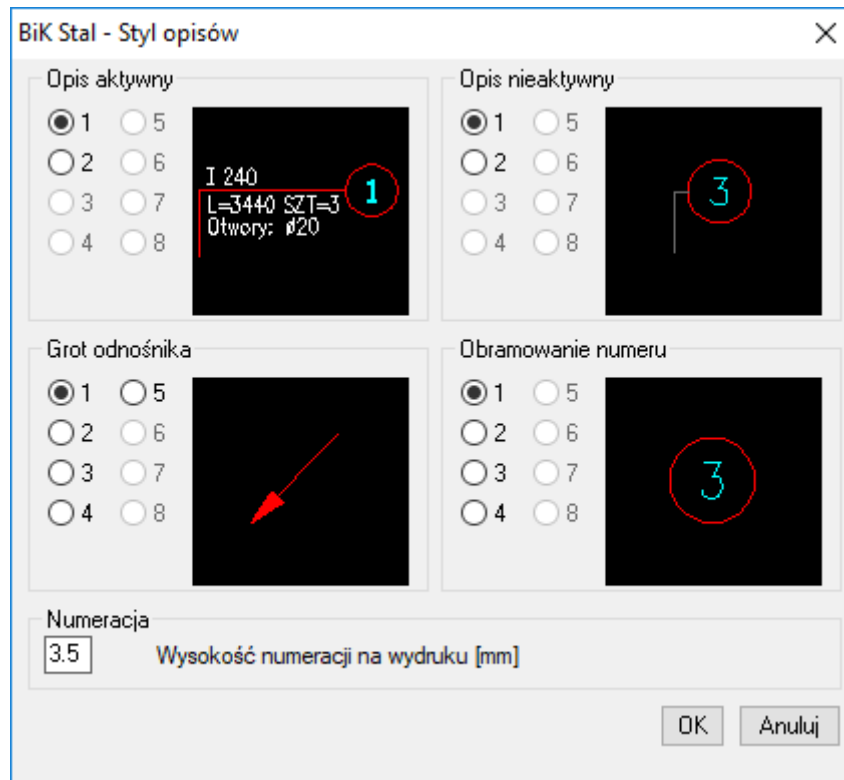 BiK Stal - Styl opisów
Opis aktywny
1 5
2 6
3 7
4 8
I 240
L=3440 SZT=3
Otwory: ø20
1
Opis nieaktywny
1 5
2 6
3 7
4 8
3
Grot odnośnika
1 5
2 6
3 7
4 8
Obramowanie numeru
1 5
2 6
3 7
4 8
3
Numeracja
3.5 Wysokość numeracji na wydruku [mm]
OK Anuluj